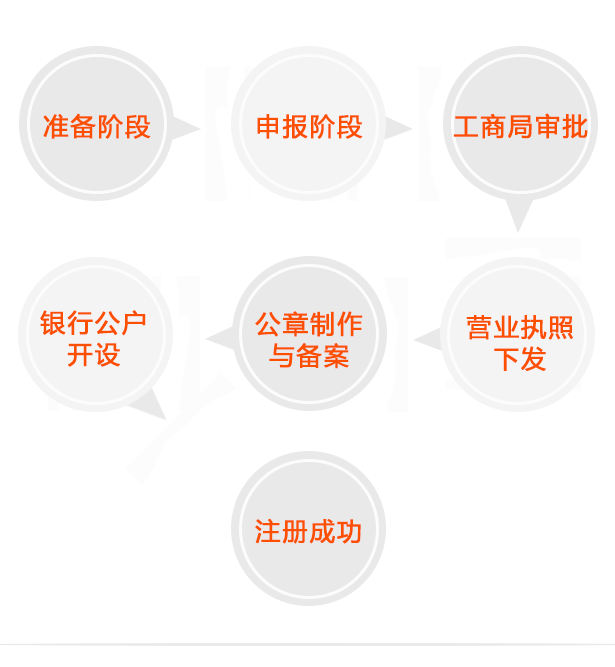 准备阶段
申报阶段
工商局审批
营业执照
下发
公章制作
与备案
银行公户
开设
注册成功